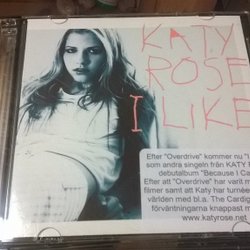 KATY
ROSE
I LIKE
Efter "Overdrive" kommer nu "I
som andra singeln från KATY
debutalbum "Because I Ca
Efter att "Overdrive" har varit m
filmer samt att Katy har turnée
världen med bl.a. The Cardig
förväntningarna knappast m
www.katyrose.net